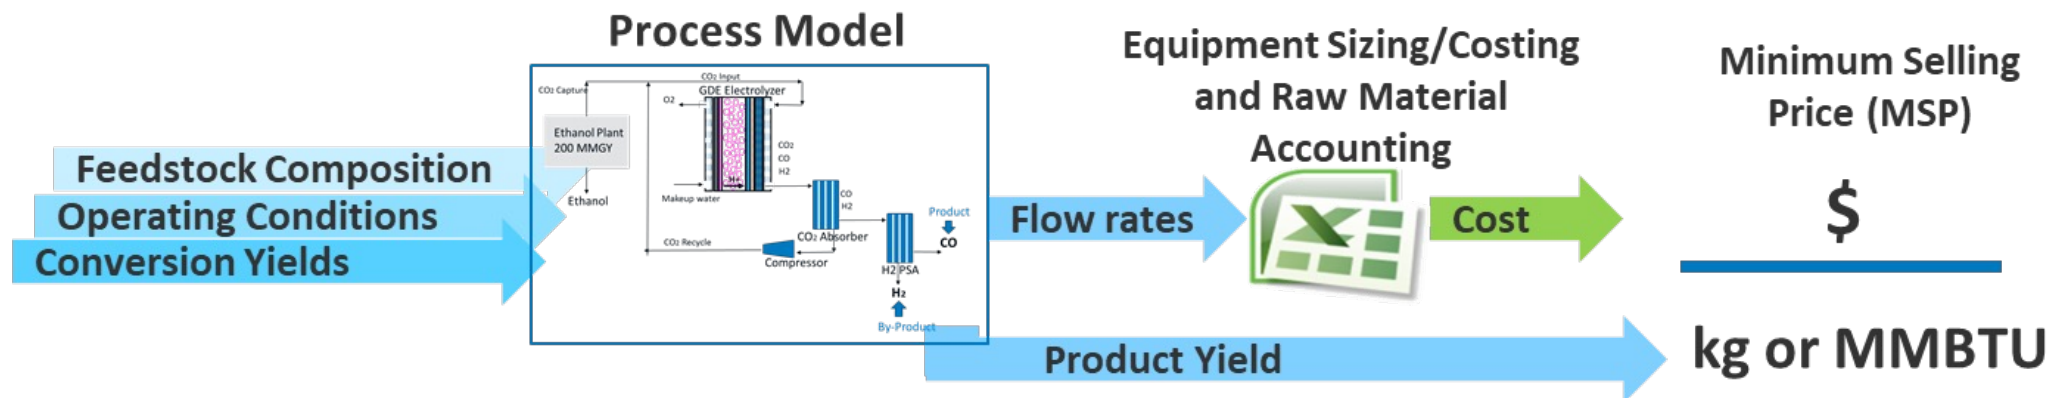 Process Model
Equipment Sizing/Costing
and Raw Material
Accounting
Minimum Selling
Price (MSP)
Feedstock Composition
Operating Conditions
Conversion Yields
CO₂ Input
CO₂ Capture
GDE Electrolyzer
O2
Ethanol Plant
200 MMGY
CO₂
CO
H2
H+
Makeup water
Ethanol
CO
H2
CO₂ Absorber
CO₂ Recycle
Compressor
Product
CO
H2 PSA
H₂
By-Product
Flow rates
Cost
$
Product Yield
kg or MMBTU